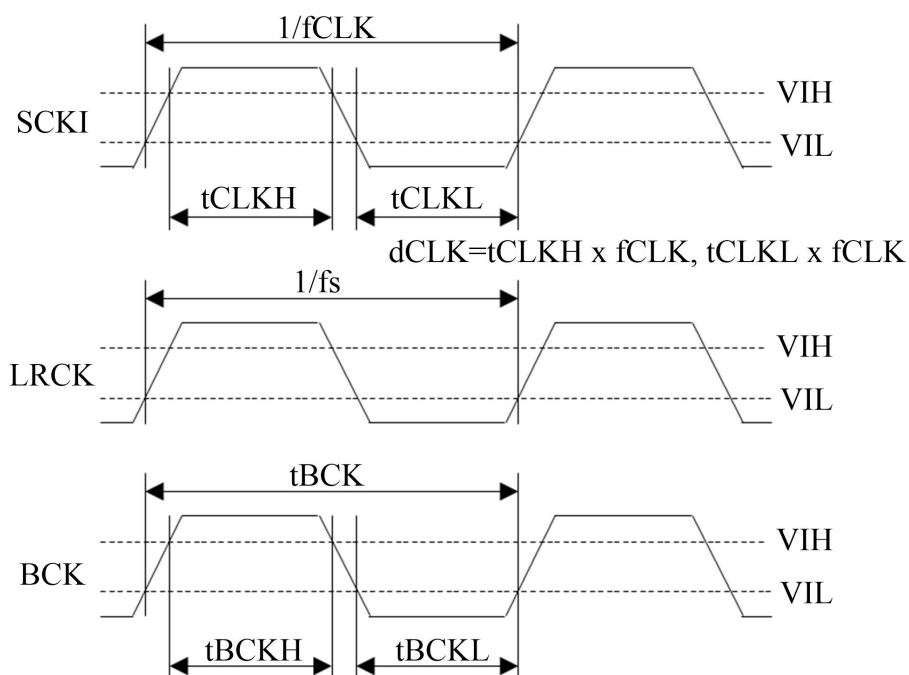 1/fCLK
SCKI
VIH
VIL
tCLKH
tCLKL
dCLK=tCLKH x fCLK, tCLKL x fCLK
1/fs
LRCK
VIH
VIL
tBCK
BCK
VIH
VIL
tBCKH
tBCKL